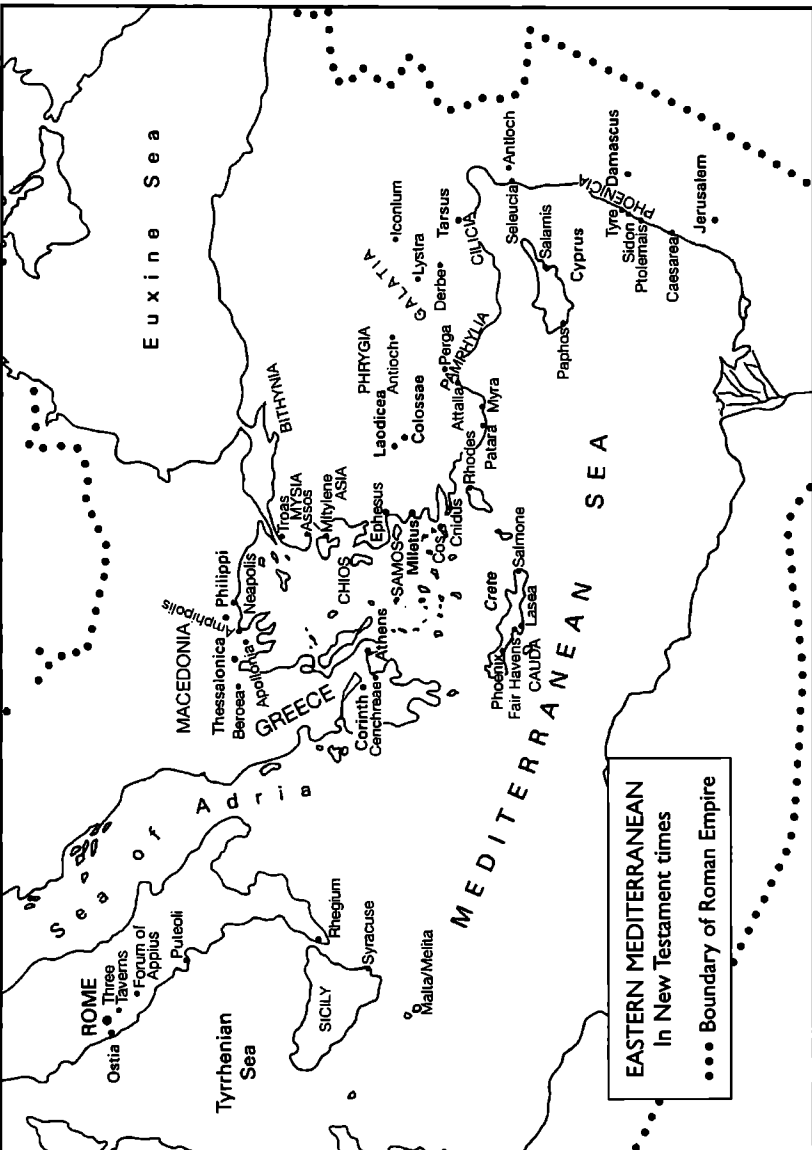 Euxine Sea
Sea of Adria
ROME
Three
Taverns
Forum of
Appius
Puteoli
Ostia
Tyrrhenian
Sea
SICILY
Rhegium
Syracuse
Malta/Melita
MACEDONIA
Amphipolis
Philippi
Neapolis
Thessalonica
Beroea
Apollonia
GREECE
Corinth
Cenchreae
Athens
BITHYNIA
Troas
MYSIA
Assos
Mitylene
ASIA
CHIOS
Ephesus
SAMOS
Miletus
Cos
Cnidus
Rhodes
Patara
Myra
Attalia
Perga
PAMPHYLIA
Laodicea
Colossae
PHRYGIA
Antioch
GALATIA
Iconium
Lystra
Derbe
Tarsus
CILICIA
Antioch
Seleucia
Salamis
Cyprus
Paphos
PHOENICIA
Damascus
Tyre
Sidon
Ptolemais
Caesarea
Jerusalem
Crete
Salmone
Phoenix
Fair Havens
Lasea
CAUDA
MEDITERRANEAN SEA
EASTERN MEDITERRANEAN
In New Testament times
Boundary of Roman Empire